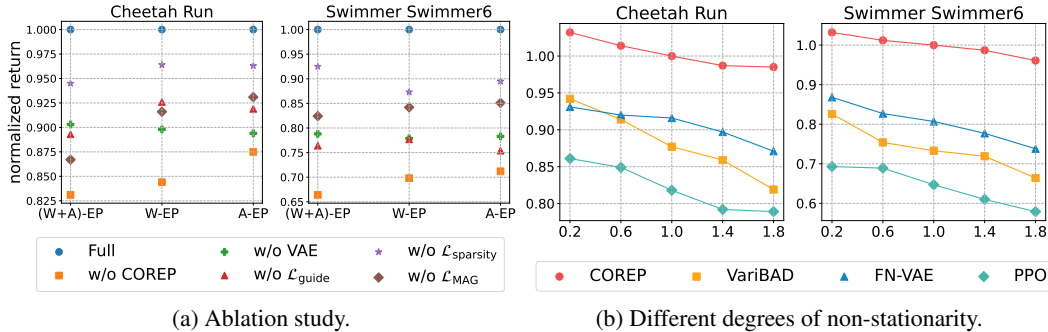 Cheetah Run
normalized return
1.000
0.975
0.950
0.925
0.900
0.875
0.850
0.825
(W+A)-EP W-EP A-EP
Swimmer Swimmer6
1.00
0.95
0.90
0.85
0.80
0.75
0.70
0.65
(W+A)-EP W-EP A-EP
Full w/o VAE w/o ℒsparsity
w/o COREP w/o ℒguide w/o ℒMAG
(a) Ablation study.
Cheetah Run
1.00
0.95
0.90
0.85
0.80
0.2 0.6 1.0 1.4 1.8
Swimmer Swimmer6
1.0
0.9
0.8
0.7
0.6
0.2 0.6 1.0 1.4 1.8
COREP VariBAD FN-VAE PPO
(b) Different degrees of non-stationarity.